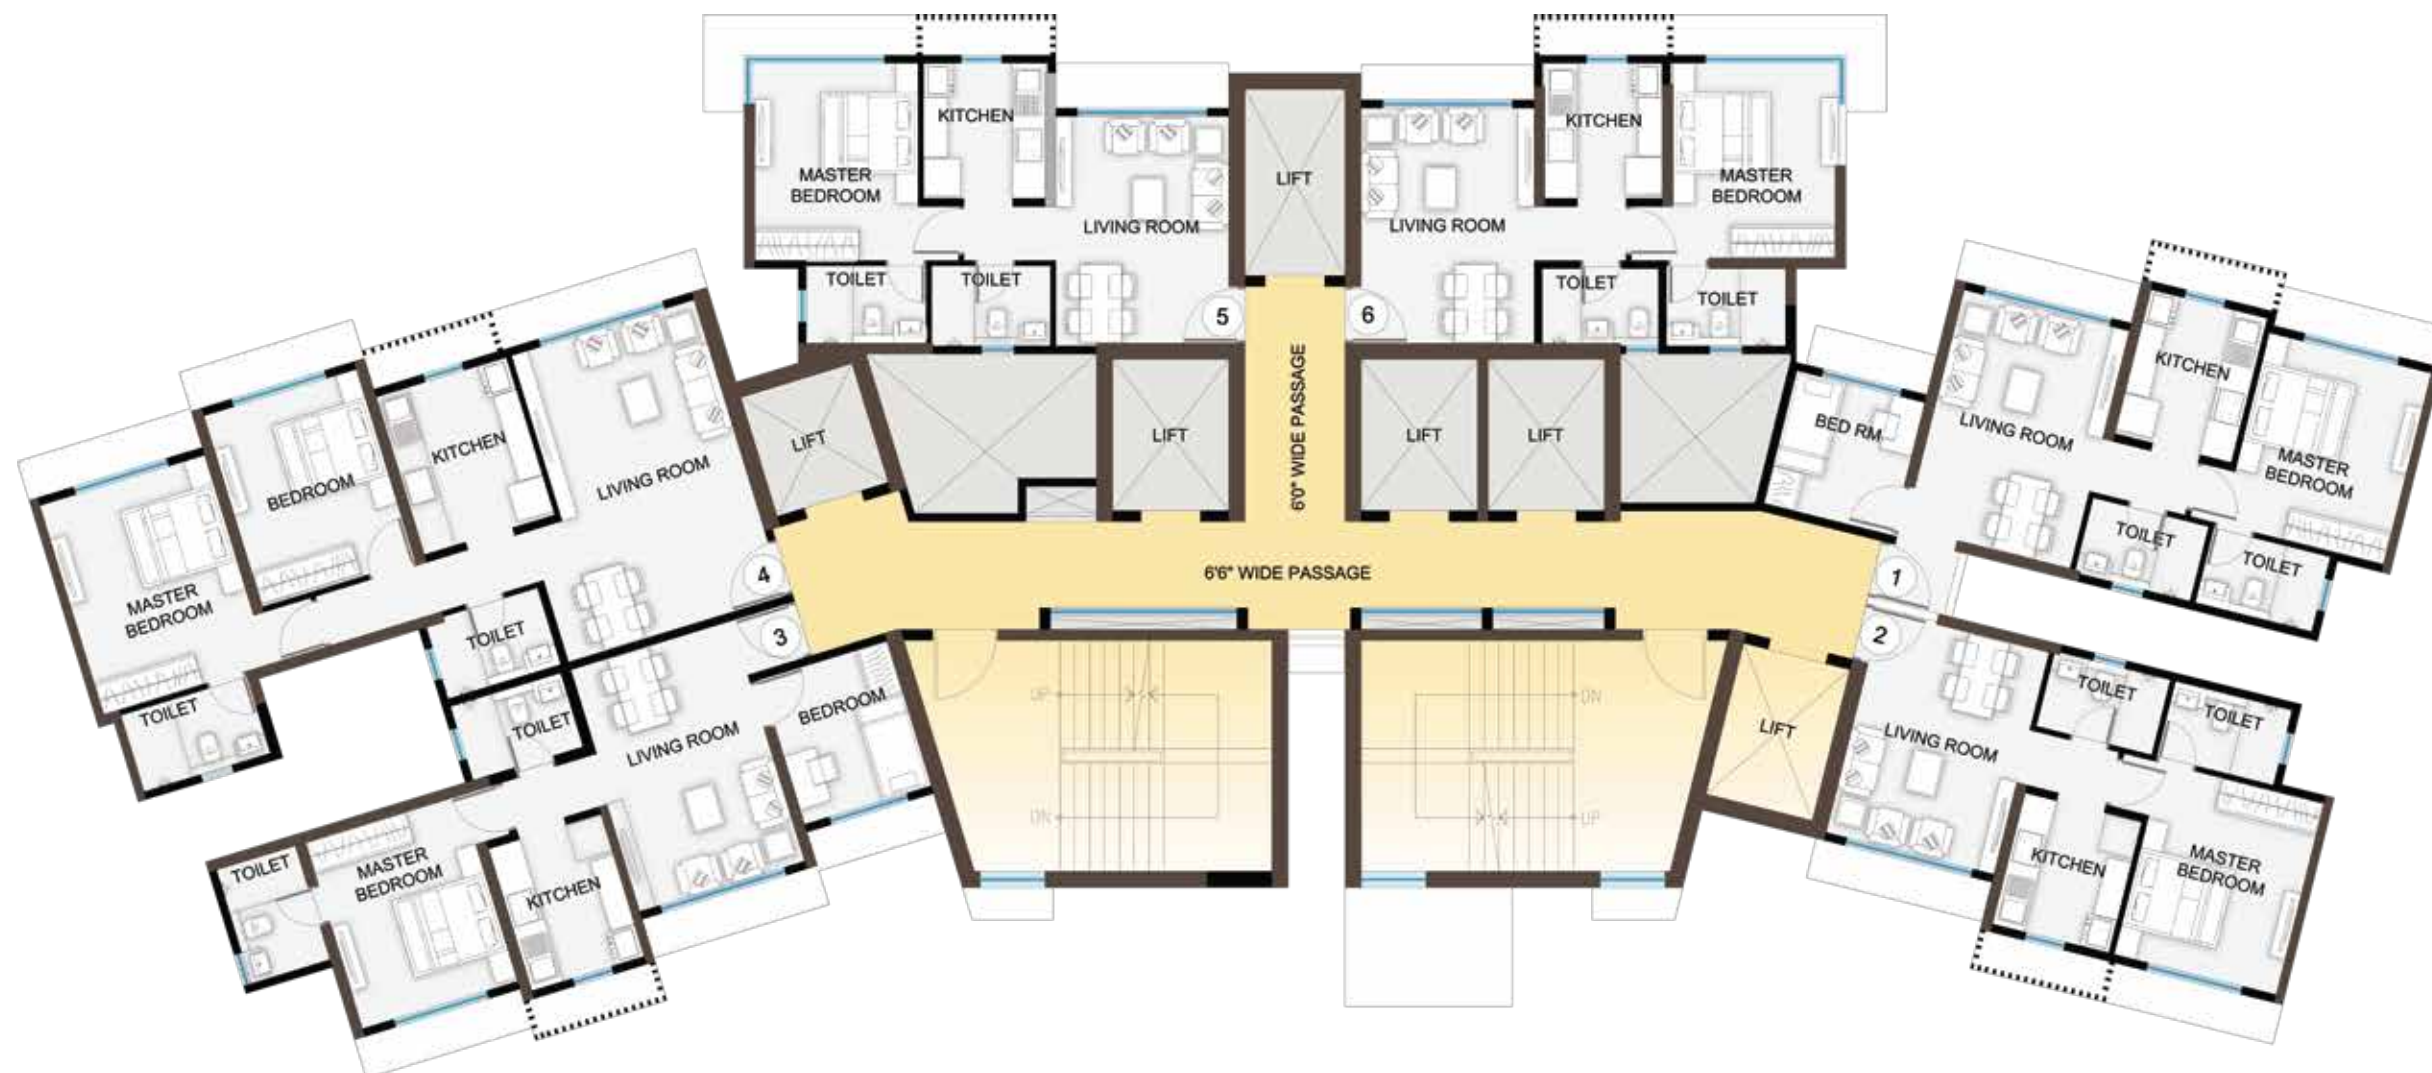 KITCHEN
MASTER
BEDROOM
LIVING ROOM
TOILET
TOILET
5
LIFT
KITCHEN
MASTER
BEDROOM
LIVING ROOM
TOILET
TOILET
6
6'0" WIDE PASSAGE
LIFT
LIFT
LIFT
LIFT
6'6" WIDE PASSAGE
LIVING ROOM
KITCHEN
BEDROOM
MASTER
BEDROOM
TOILET
TOILET
4
3
TOILET
LIVING ROOM
BEDROOM
TOILET
MASTER
BEDROOM
KITCHEN
UP
DN
DN
UP
LIFT
BED RM
LIVING ROOM
KITCHEN
MASTER
BEDROOM
TOILET
TOILET
1
2
TOILET
TOILET
LIVING ROOM
KITCHEN
MASTER
BEDROOM